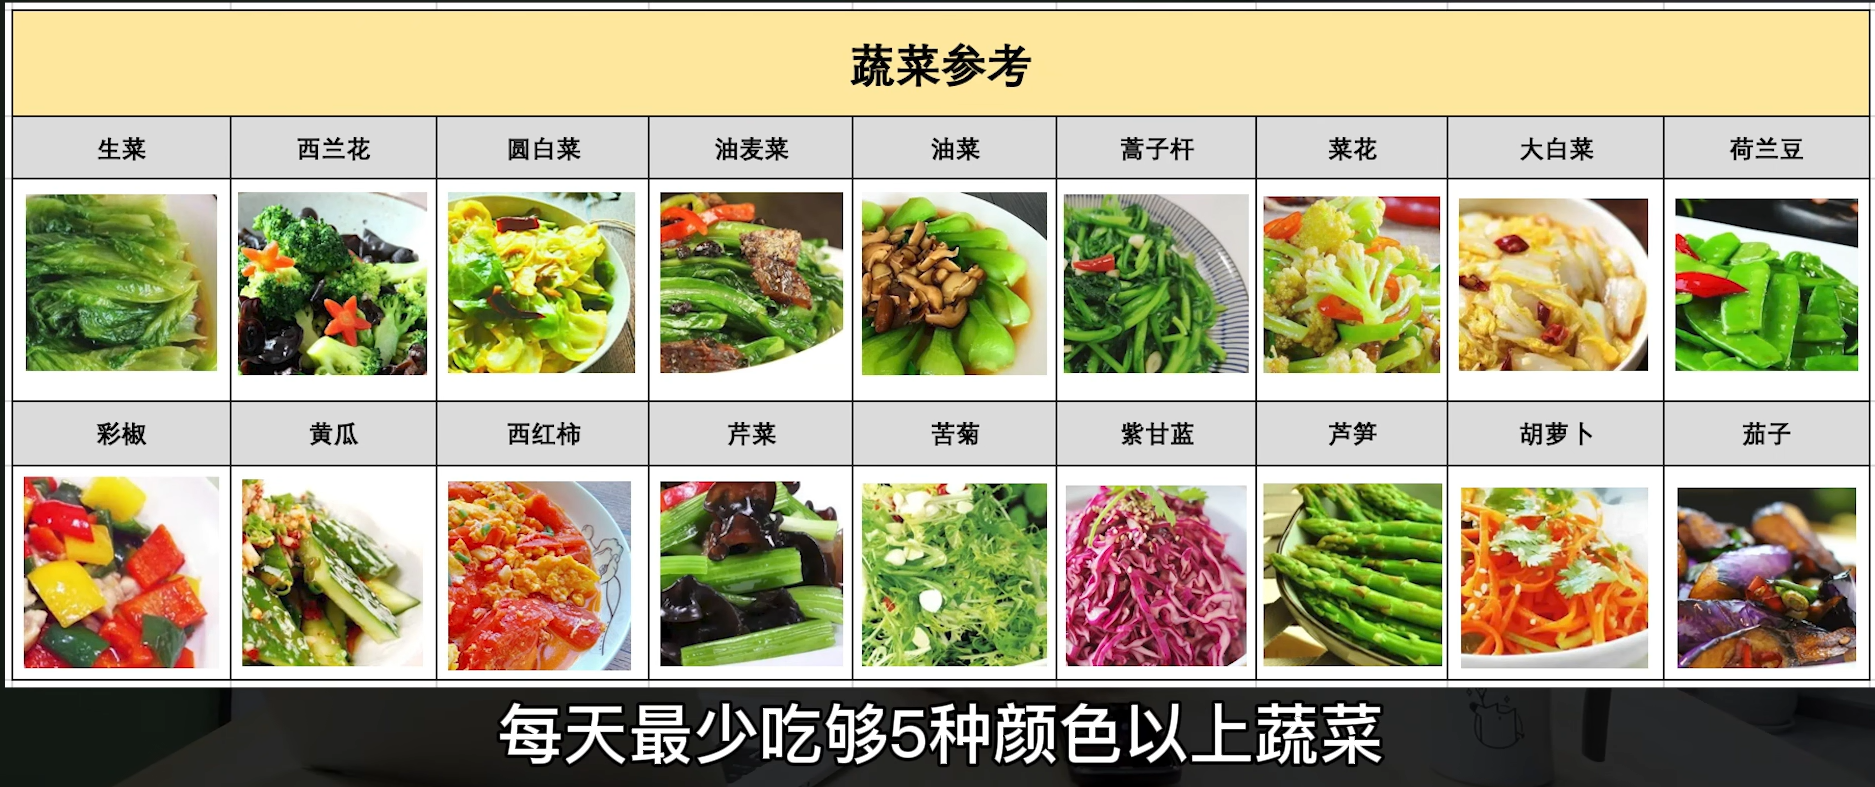 蔬菜参考
生菜 西兰花 圆白菜 油麦菜 油菜 蒿子杆 菜花 大白菜 荷兰豆
彩椒 黄瓜 西红柿 芹菜 苦菊 紫甘蓝 芦笋 胡萝卜 茄子
每天最少吃够5种颜色以上蔬菜